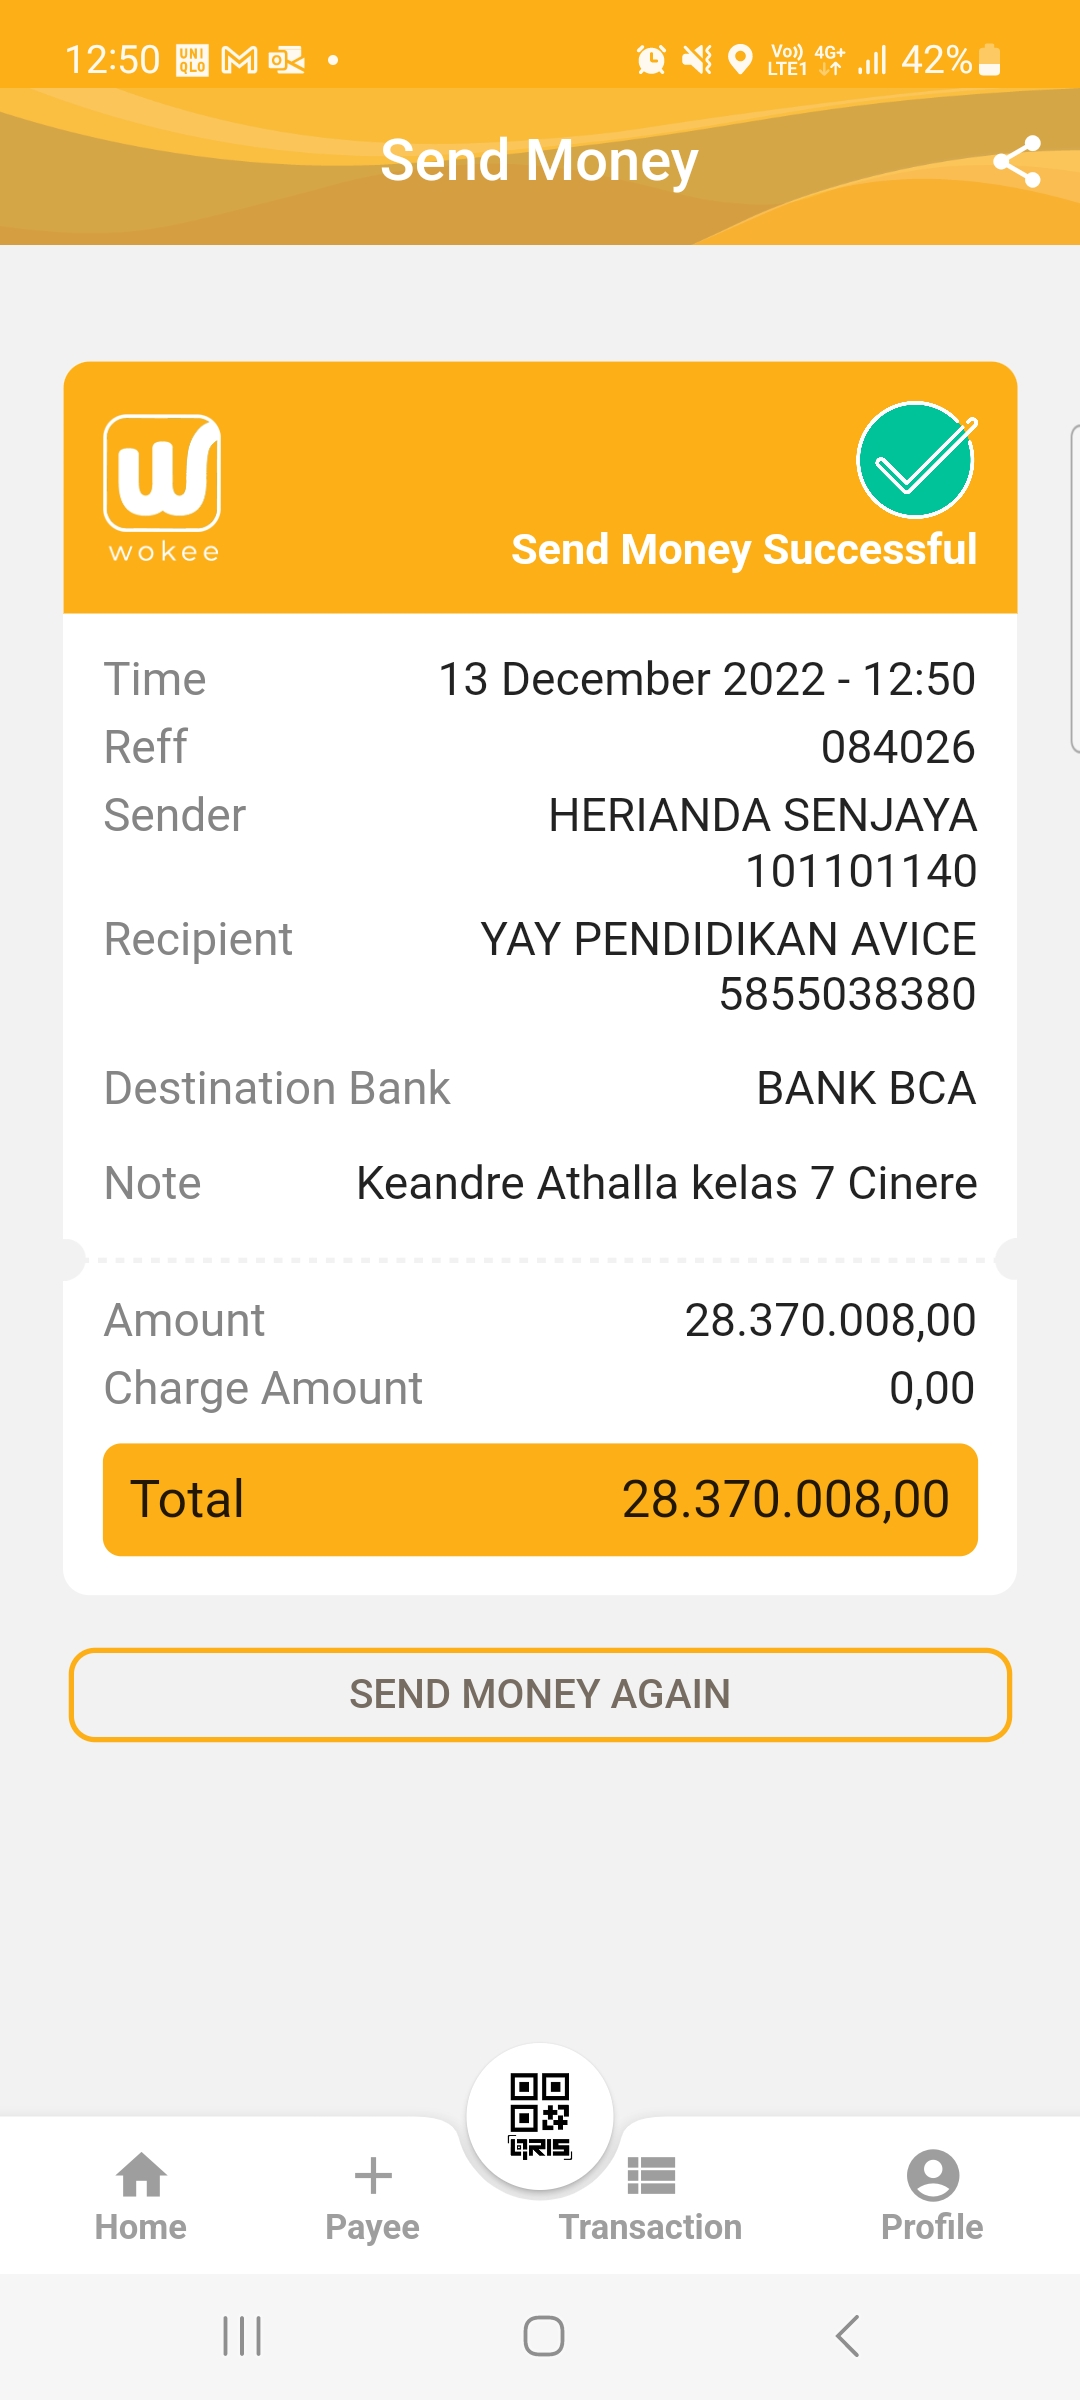 12:50 UNI QLO Vo)) LTE1 4G+ 42%
Send Money
wokee
Send Money Successful
Time 13 December 2022 - 12:50
Reff 084026
Sender HERIANDA SENJAYA
101101140
Recipient YAY PENDIDIKAN AVICE
5855038380
Destination Bank BANK BCA
Note Keandre Athalla kelas 7 Cinere
Amount 28.370.008,00
Charge Amount 0,00
Total 28.370.008,00
SEND MONEY AGAIN
QRIS
Home Payee Transaction Profile